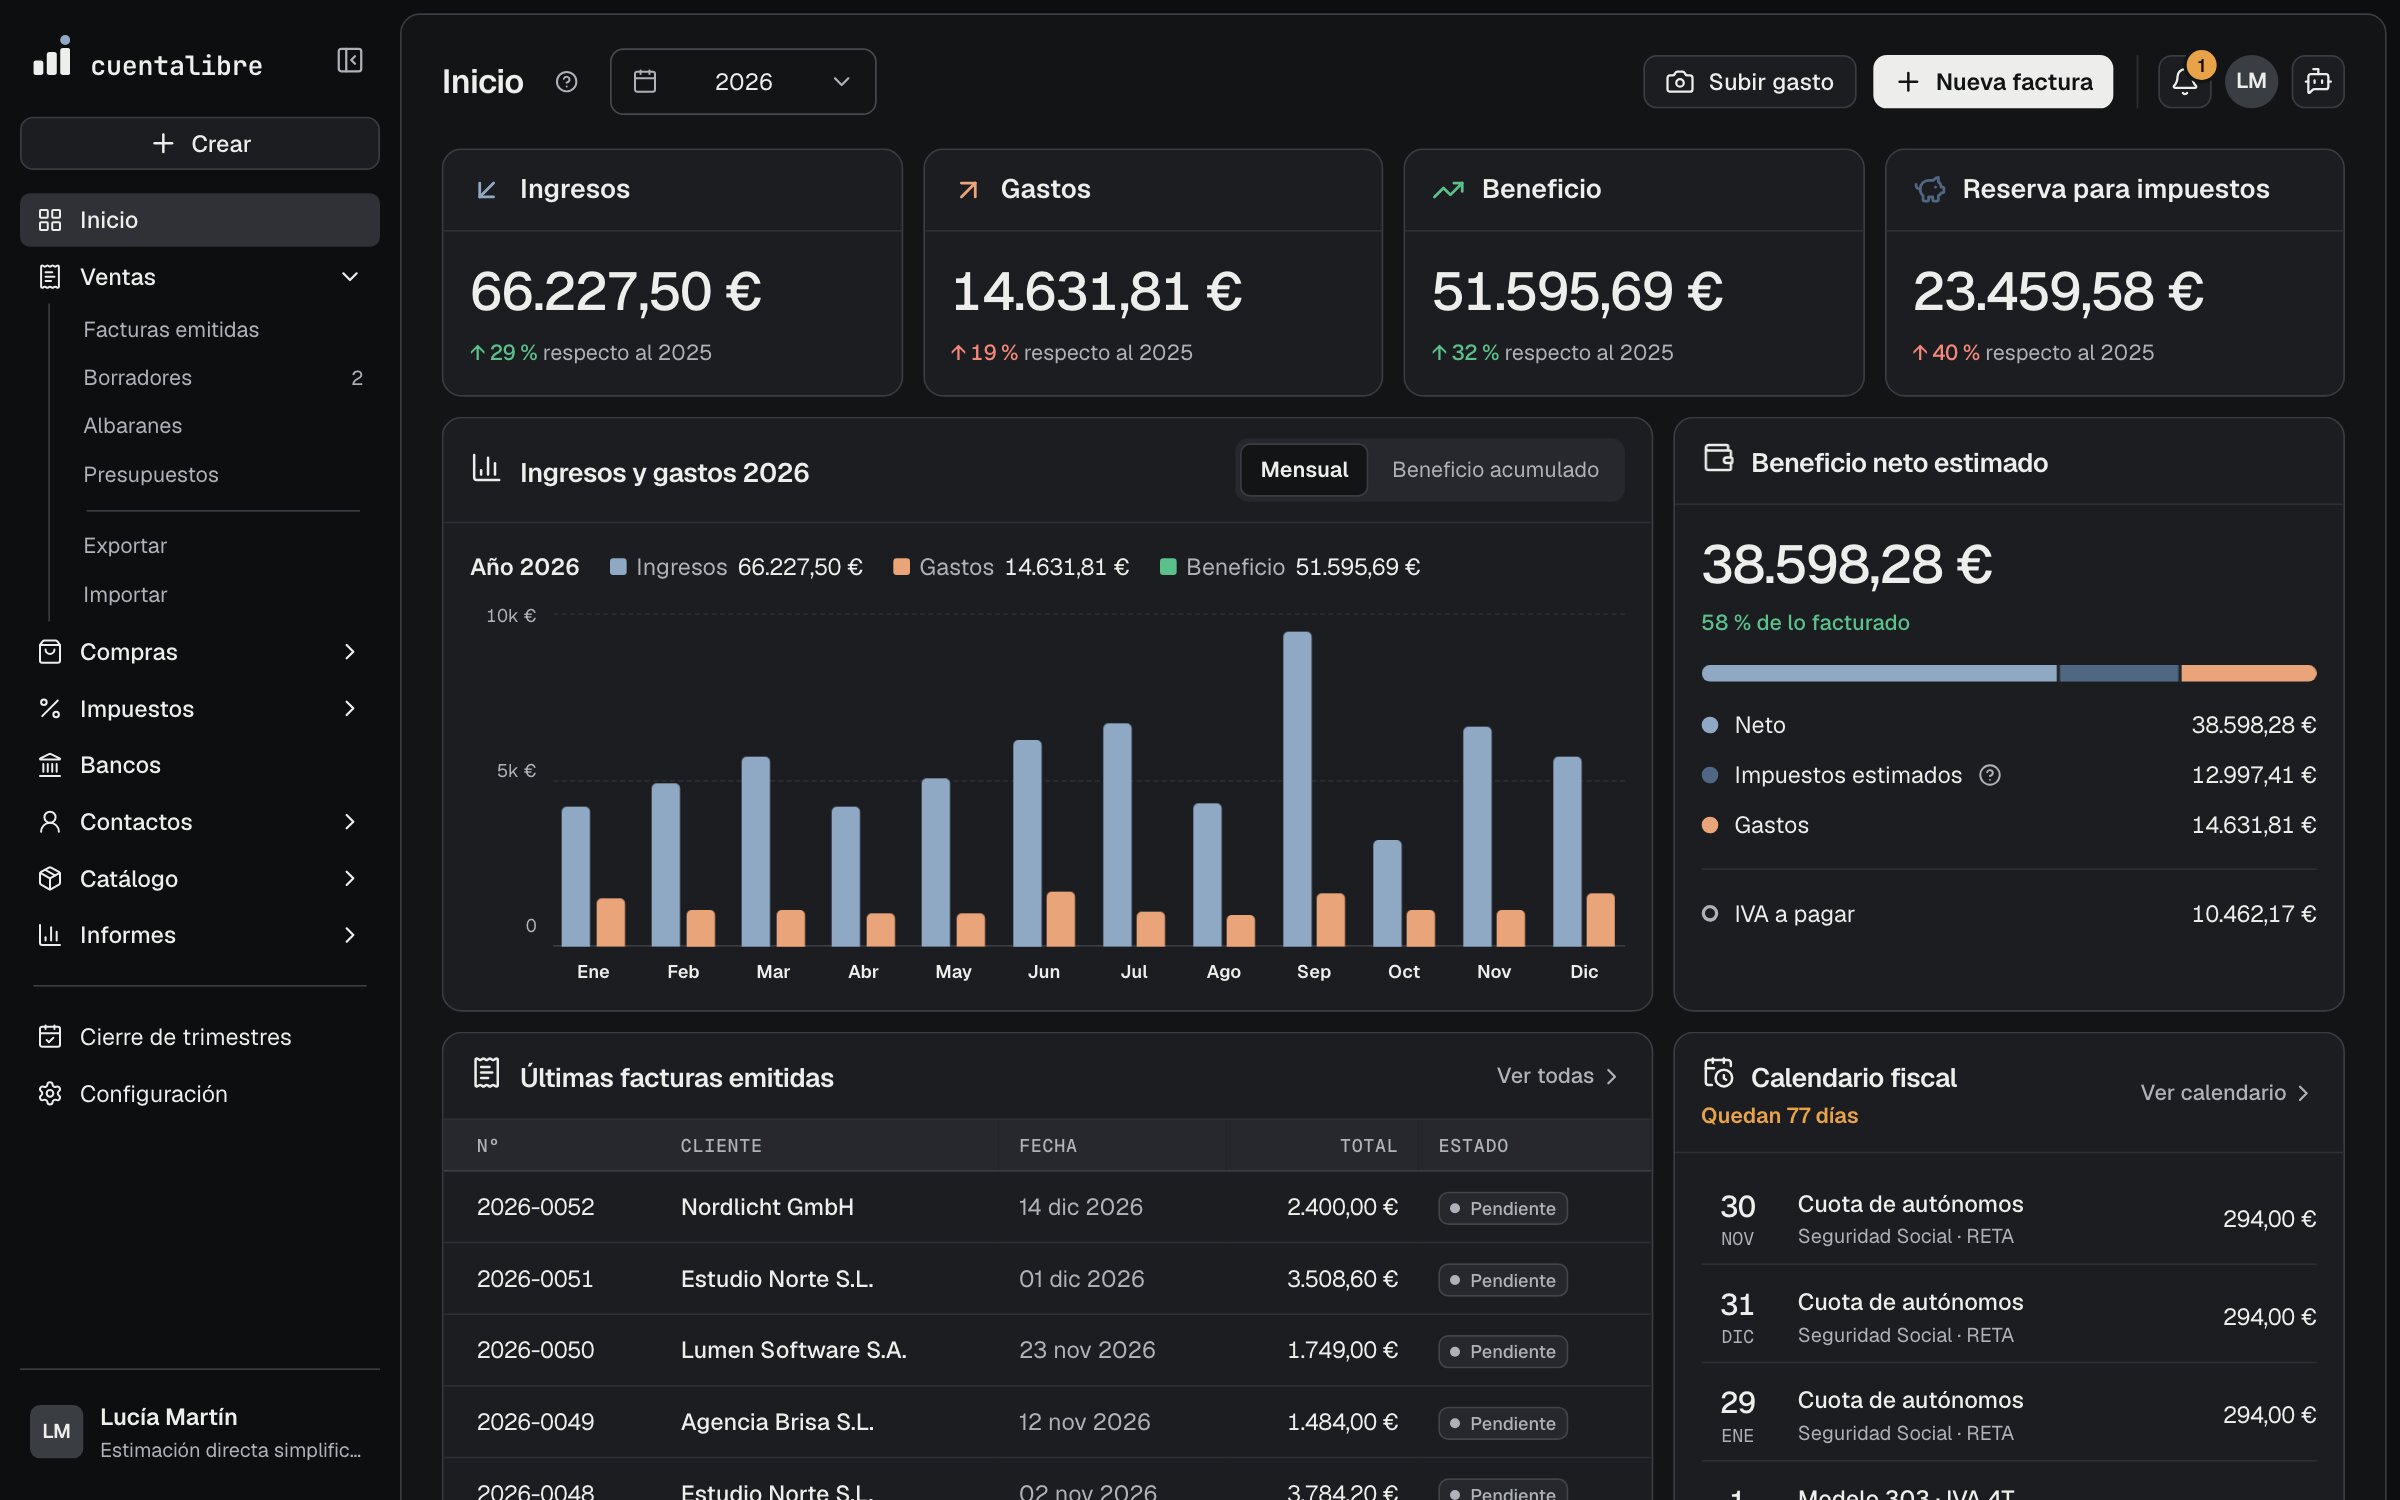 cuentalibre
Crear
Inicio
Ventas
Facturas emitidas
Borradores 2
Albaranes
Presupuestos
Exportar
Importar
Compras
Impuestos
Bancos
Contactos
Catálogo
Informes
Cierre de trimestres
Configuración
LM
Lucía Martín
Estimación directa simplific...
Inicio
2026
Subir gasto
Nueva factura
1
LM
Ingresos
66.227,50 €
↑ 29 % respecto al 2025
Gastos
14.631,81 €
↑ 19 % respecto al 2025
Beneficio
51.595,69 €
↑ 32 % respecto al 2025
Reserva para impuestos
23.459,58 €
↑ 40 % respecto al 2025
Ingresos y gastos 2026
Mensual Beneficio acumulado
Año 2026 Ingresos 66.227,50 € Gastos 14.631,81 € Beneficio 51.595,69 €
10k €
5k €
0
Ene Feb Mar Abr May Jun Jul Ago Sep Oct Nov Dic
Beneficio neto estimado
38.598,28 €
58 % de lo facturado
Neto 38.598,28 €
Impuestos estimados 12.997,41 €
Gastos 14.631,81 €
IVA a pagar 10.462,17 €
Últimas facturas emitidas
Ver todas
Nº CLIENTE FECHA TOTAL ESTADO
2026-0052 Nordlicht GmbH 14 dic 2026 2.400,00 € Pendiente
2026-0051 Estudio Norte S.L. 01 dic 2026 3.508,60 € Pendiente
2026-0050 Lumen Software S.A. 23 nov 2026 1.749,00 € Pendiente
2026-0049 Agencia Brisa S.L. 12 nov 2026 1.484,00 € Pendiente
2026-0048 Estudio Norte S.L. 02 nov 2026 3.784,20 € Pendiente
Calendario fiscal
Quedan 77 días
Ver calendario
30 NOV Cuota de autónomos 294,00 €
Seguridad Social · RETA
31 DIC Cuota de autónomos 294,00 €
Seguridad Social · RETA
29 ENE Cuota de autónomos 294,00 €
Seguridad Social · RETA
1 Modelo 303 · IVA 4T